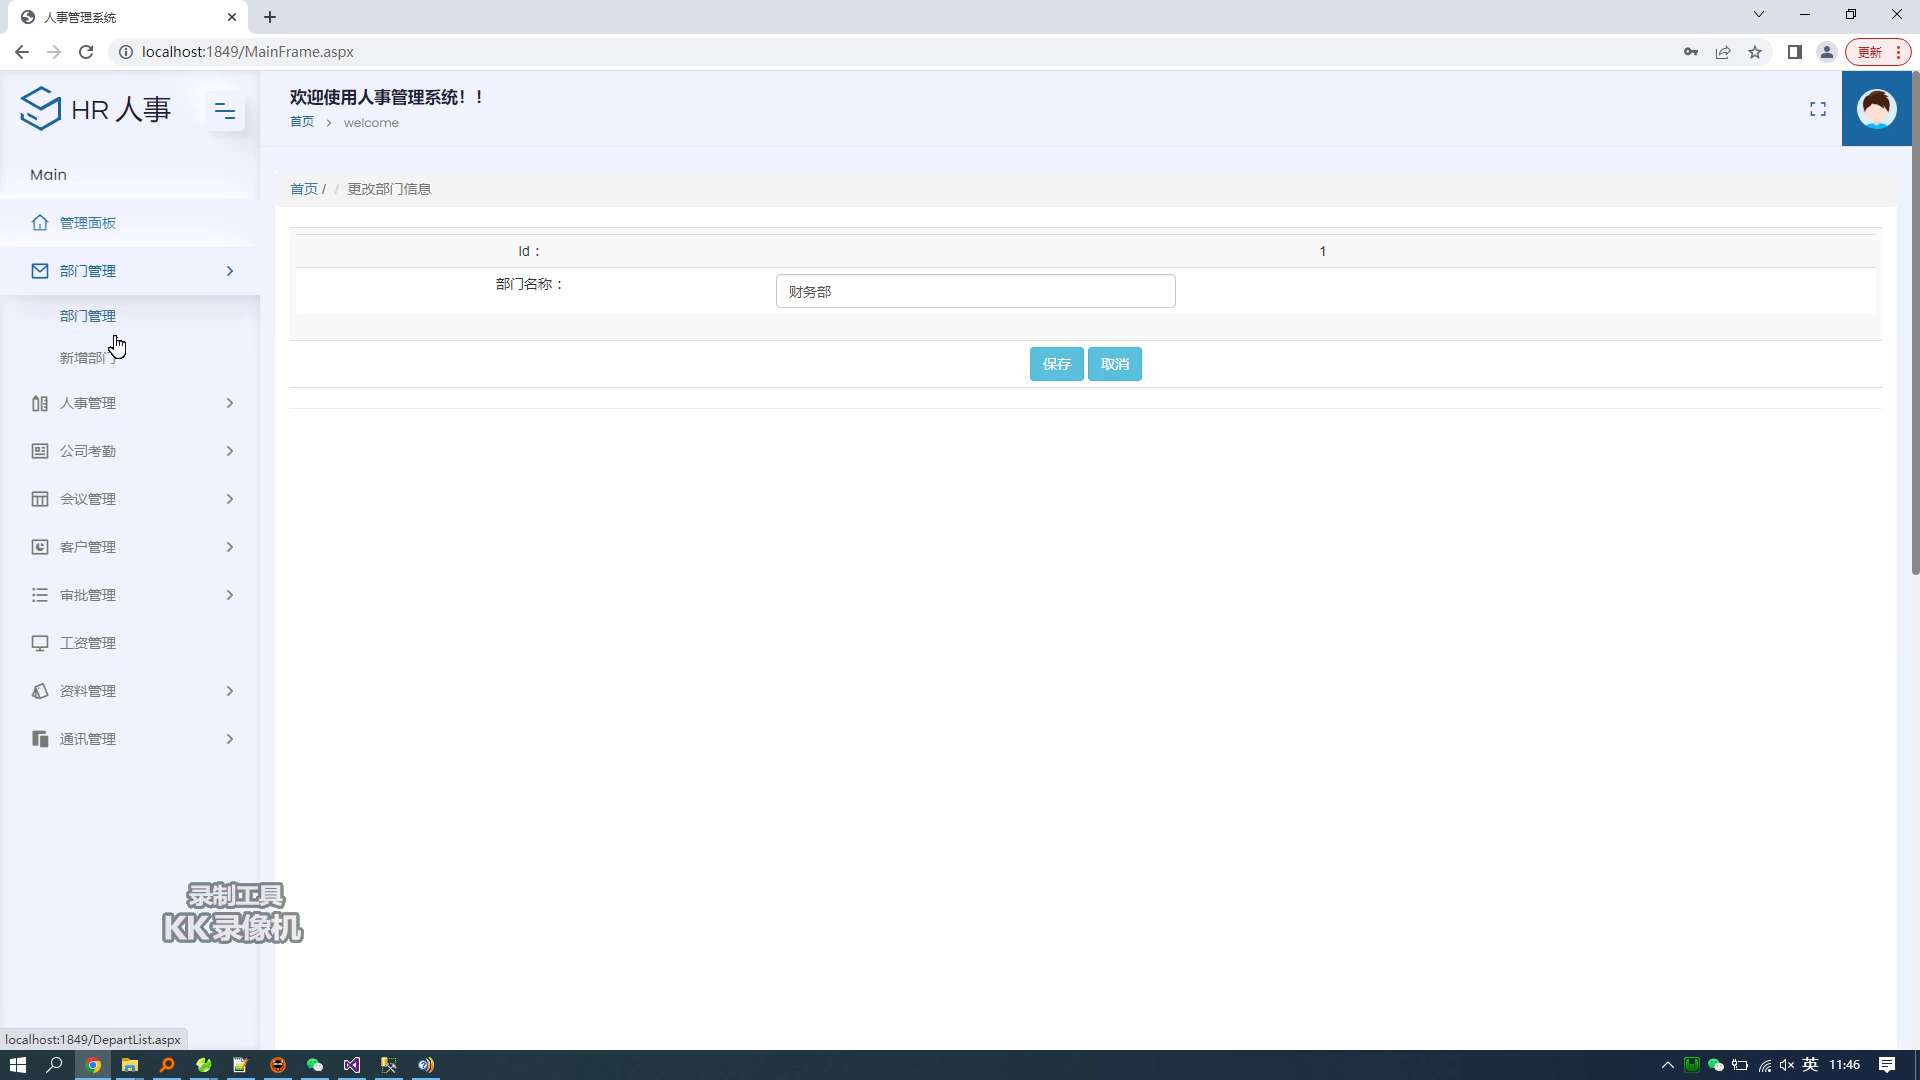 人事管理系统
localhost:1849/MainFrame.aspx
更新
HR 人事
欢迎使用人事管理系统！！
首页 > welcome
Main
首页 / / 更改部门信息
管理面板
Id：
1
部门管理
部门名称：
财务部
部门管理
新增部门
保存
取消
人事管理
公司考勤
会议管理
客户管理
审批管理
工资管理
资料管理
通讯管理
录制工具
KK录像机
localhost:1849/DepartList.aspx
英
11:46